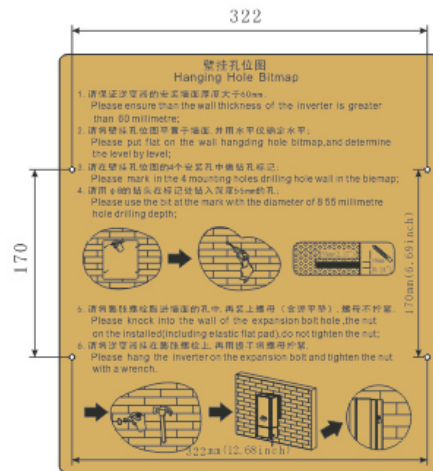 322
壁挂孔位图
Hanging Hole Bitmap
1. 请保证逆变器的安装墙面厚度大于60mm.
Please ensure than the wall thickness of the inverter is greater
than 60 millimetre;
2. 请将壁挂孔位图平置于墙面,并用水平仪确定水平;
Please put flat on the wall hangding hole bitmap,and determine
the level by level;
3. 请在壁挂孔位图的4个安装孔中做钻孔标记;
Please mark in the 4 mounting holes drilling hole wall in the biemap;
4. 请用 φ8的钻头在标记处钻入深度55mm的孔;
Please use the bit at the mark with the diameter of 8 55 millimetre
hole drilling depth;
170
170mm(6.69inch)
5. 请将膨胀螺栓敲进墙面的孔中,再装上螺母(含弹平垫),螺母不拧紧.
Please knock into the wall of the expansion bolt hole ,the nut
on the installed(including elastic flat pad),do not tighten the nut;
6. 请将逆变器挂在膨胀螺栓上,再用扳手将螺母拧紧.
Please hang the inverter on the expansion bolt and tighten the nut
with a wrench.
322mm(12.68inch)